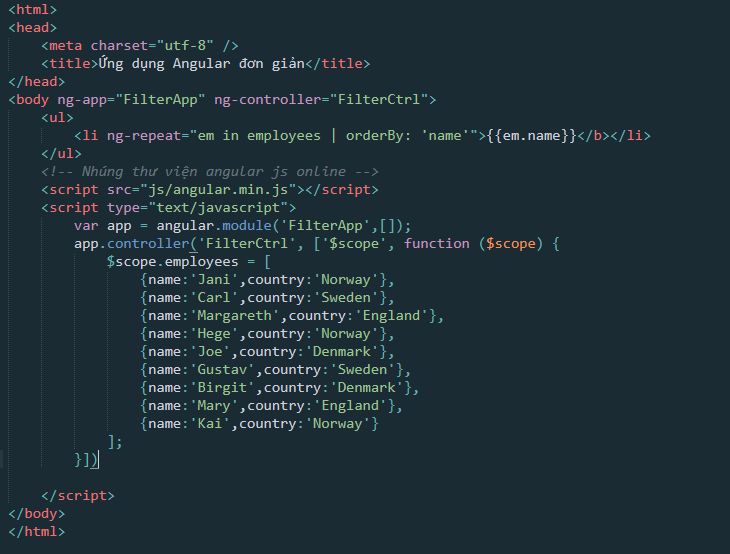 <html>
<head>
    <meta charset="utf-8" />
    <title>Ứng dụng Angular đơn giản</title>
</head>
<body ng-app="FilterApp" ng-controller="FilterCtrl">
    <ul>
        <li ng-repeat="em in employees | orderBy: 'name'">{{em.name}}</b></li>
    </ul>
    <!-- Nhúng thư viện angular js online -->
    <script src="js/angular.min.js"></script>
    <script type="text/javascript">
        var app = angular.module('FilterApp',[]);
        app.controller('FilterCtrl', ['$scope', function ($scope) {
            $scope.employees = [
                {name:'Jani',country:'Norway'},
                {name:'Carl',country:'Sweden'},
                {name:'Margareth',country:'England'},
                {name:'Hege',country:'Norway'},
                {name:'Joe',country:'Denmark'},
                {name:'Gustav',country:'Sweden'},
                {name:'Birgit',country:'Denmark'},
                {name:'Mary',country:'England'},
                {name:'Kai',country:'Norway'}
            ];
        }])
    </script>
</body>
</html>